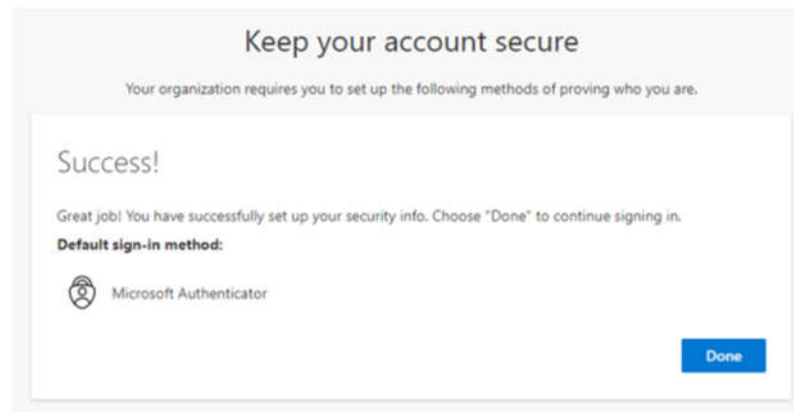 Keep your account secure
Your organization requires you to set up the following methods of proving who you are.
Success!
Great job! You have successfully set up your security info. Choose "Done" to continue signing in.
Default sign-in method:
Microsoft Authenticator
Done